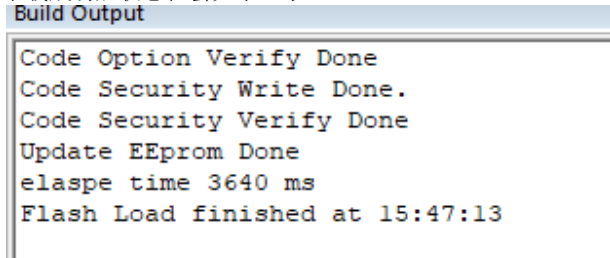 Build Output
Code Option Verify Done
Code Security Write Done.
Code Security Verify Done
Update EEprom Done
elaspe time 3640 ms
Flash Load finished at 15:47:13